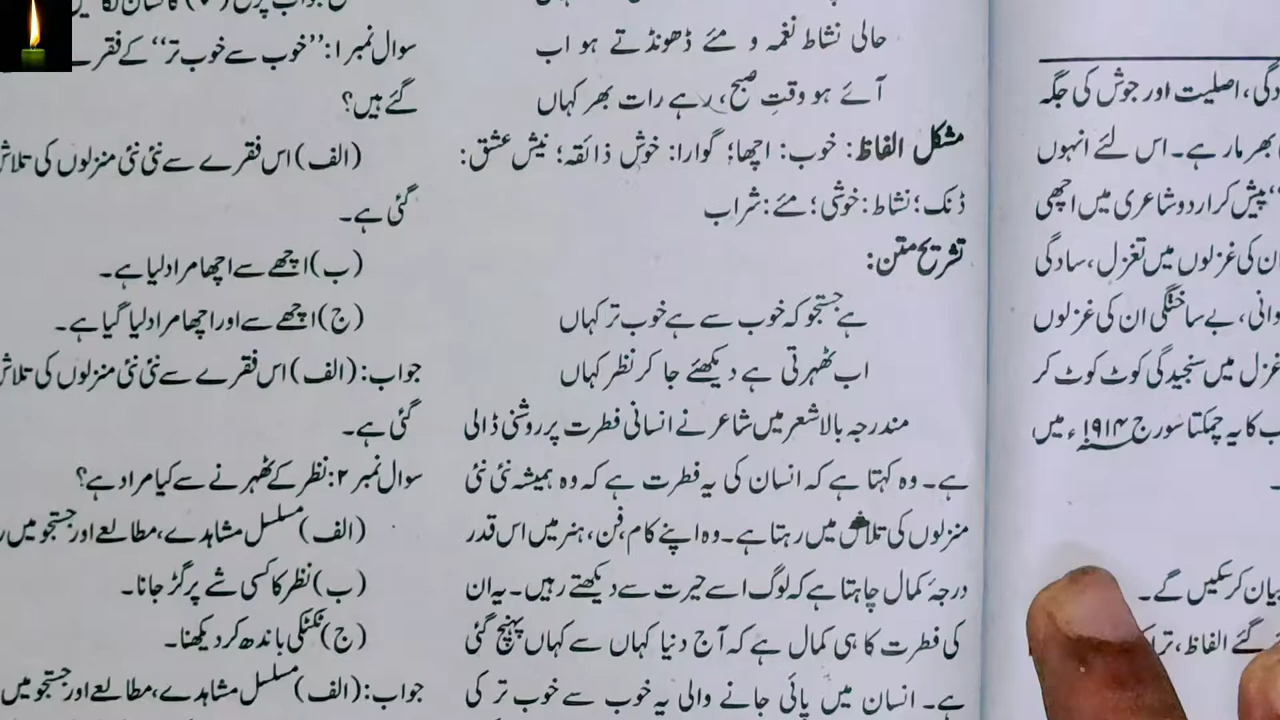 دگی، اصلیت اور جوش کی جگہ
بھرمار ہے۔ اس لئے انہوں
“پیش کر اردو شاعری میں اچھی
ن کی غزلوں میں تغزل، سادگی
وانی، بے ساختگی ان کی غزلوں
غزل میں سنجیدگی کوٹ کوٹ کر
ب کا یہ چمکتا سورج ۱۹۱۴ء میں
بیان کر سکیں گے۔
گئے الفاظ،
حالی نشاط نغمہ و مئے ڈھونڈتے ہو اب
آئے ہو وقتِ صبح، رہے رات بھر کہاں
مشکل الفاظ: خوب: اچھا؛ گوارا: خوش ذائقہ؛ نیش عشق:
ڈنک؛ نشاط: خوشی؛ مئے: شراب
تشریح متن:
ہے جستجو کہ خوب سے ہے خوب تر کہاں
اب ٹھہرتی ہے دیکھئے جا کر نظر کہاں
مندرجہ بالا شعر میں شاعر نے انسانی فطرت پر روشنی ڈالی
ہے۔ وہ کہتا ہے کہ انسان کی یہ فطرت ہے کہ وہ ہمیشہ نئی نئی
منزلوں کی تلاش میں رہتا ہے۔ وہ اپنے کام، فن، ہنر میں اس قدر
درجۂ کمال چاہتا ہے کہ لوگ اسے حیرت سے دیکھتے رہیں۔ یہ ان
کی فطرت کا ہی کمال ہے کہ آج دنیا کہاں سے کہاں پہنچ گئی
ہے۔ انسان میں پائی جانے والی یہ خوب سے خوب تر کی
سوال نمبر ۱: ”خوب سے خوب تر“ کے فقرے
گئے ہیں؟
(الف) اس فقرے سے نئی نئی منزلوں کی تلاش
گئی ہے۔
(ب) اچھے سے اچھا مراد لیا ہے۔
(ج) اچھے سے اور اچھا مراد لیا گیا ہے۔
جواب: (الف) اس فقرے سے نئی نئی منزلوں کی تلاش
گئی ہے۔
سوال نمبر ۲: نظر کے ٹھہرنے سے کیا مراد ہے؟
(الف) مسلسل مشاہدے، مطالعے اور جستجو میں
(ب) نظر کا کسی شے پر گڑ جانا۔
(ج) ٹکٹکی باندھ کر دیکھنا۔
جواب: (الف) مسلسل مشاہدے، مطالعے اور جستجو میں